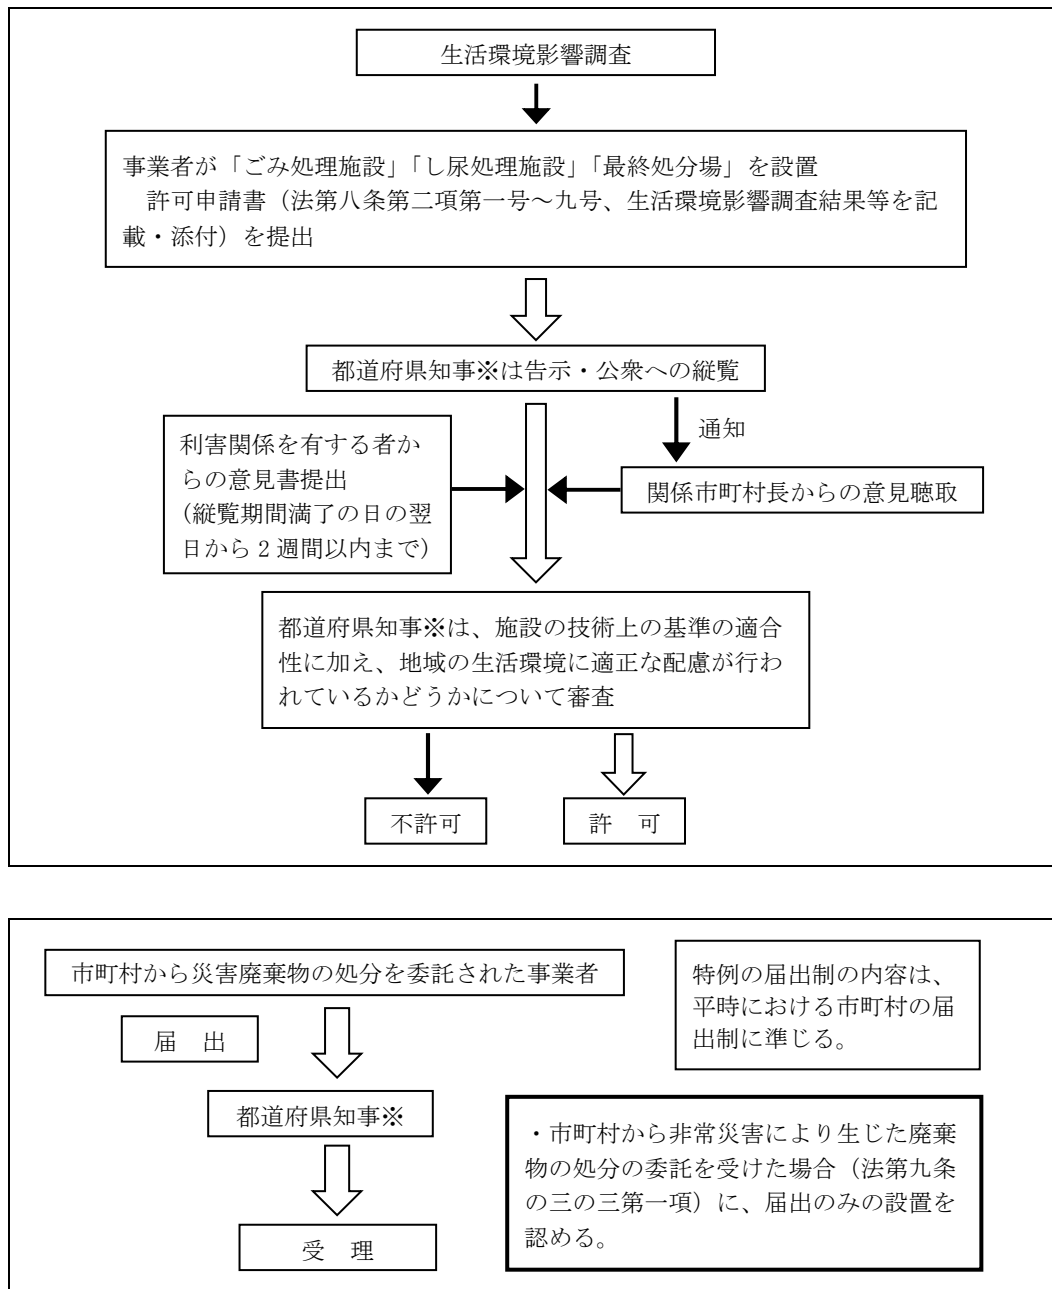 生活環境影響調査
事業者が「ごみ処理施設」「し尿処理施設」「最終処分場」を設置
許可申請書（法第八条第二項第一号～九号、生活環境影響調査結果等を記
載・添付）を提出
都道府県知事※は告示・公衆への縦覧
通知
利害関係を有する者か
らの意見書提出
（縦覧期間満了の日の翌
日から２週間以内まで）
関係市町村長からの意見聴取
都道府県知事※は、施設の技術上の基準の適合
性に加え、地域の生活環境に適正な配慮が行わ
れているかどうかについて審査
不許可
許　可
市町村から災害廃棄物の処分を委託された事業者
特例の届出制の内容は、
平時における市町村の届
出制に準じる。
届　出
都道府県知事※
・市町村から非常災害により生じた廃棄
物の処分の委託を受けた場合（法第九条
の三の三第一項）に、届出のみの設置を
認める。
受　理